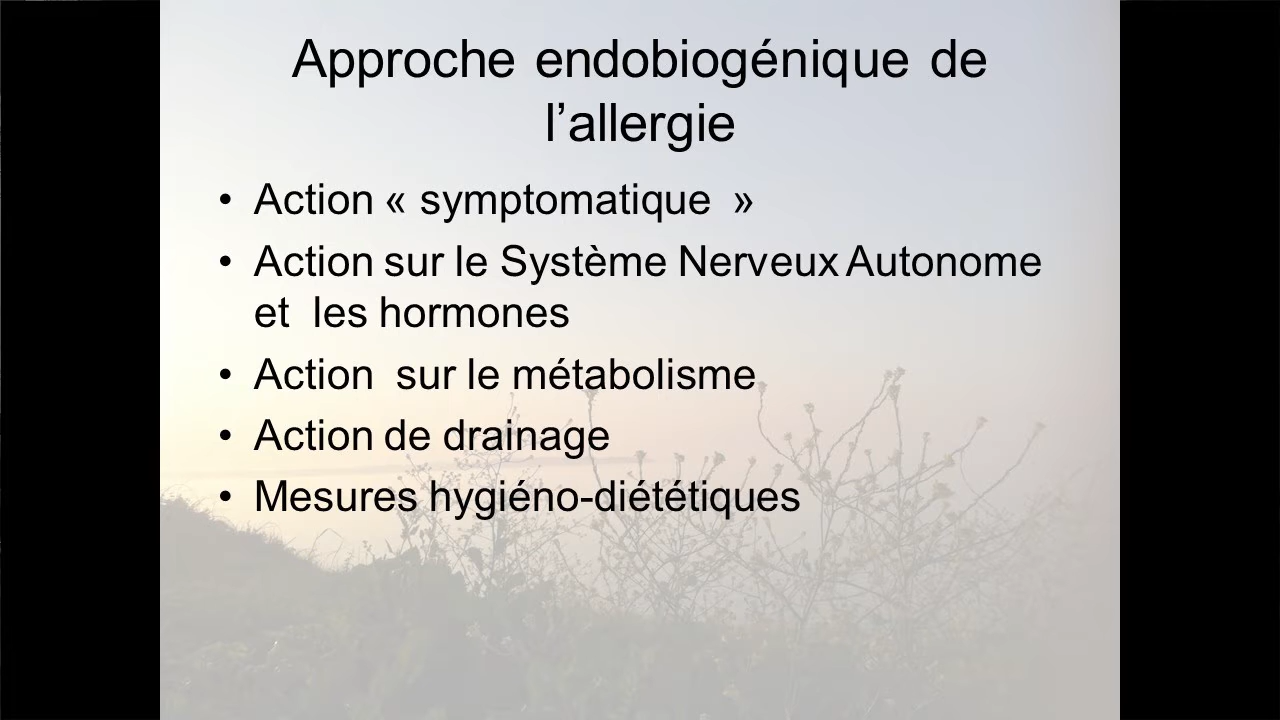 Approche endobiogénique de
l’allergie
• Action « symptomatique »
• Action sur le Système Nerveux Autonome
et les hormones
• Action sur le métabolisme
• Action de drainage
• Mesures hygiéno-diététiques